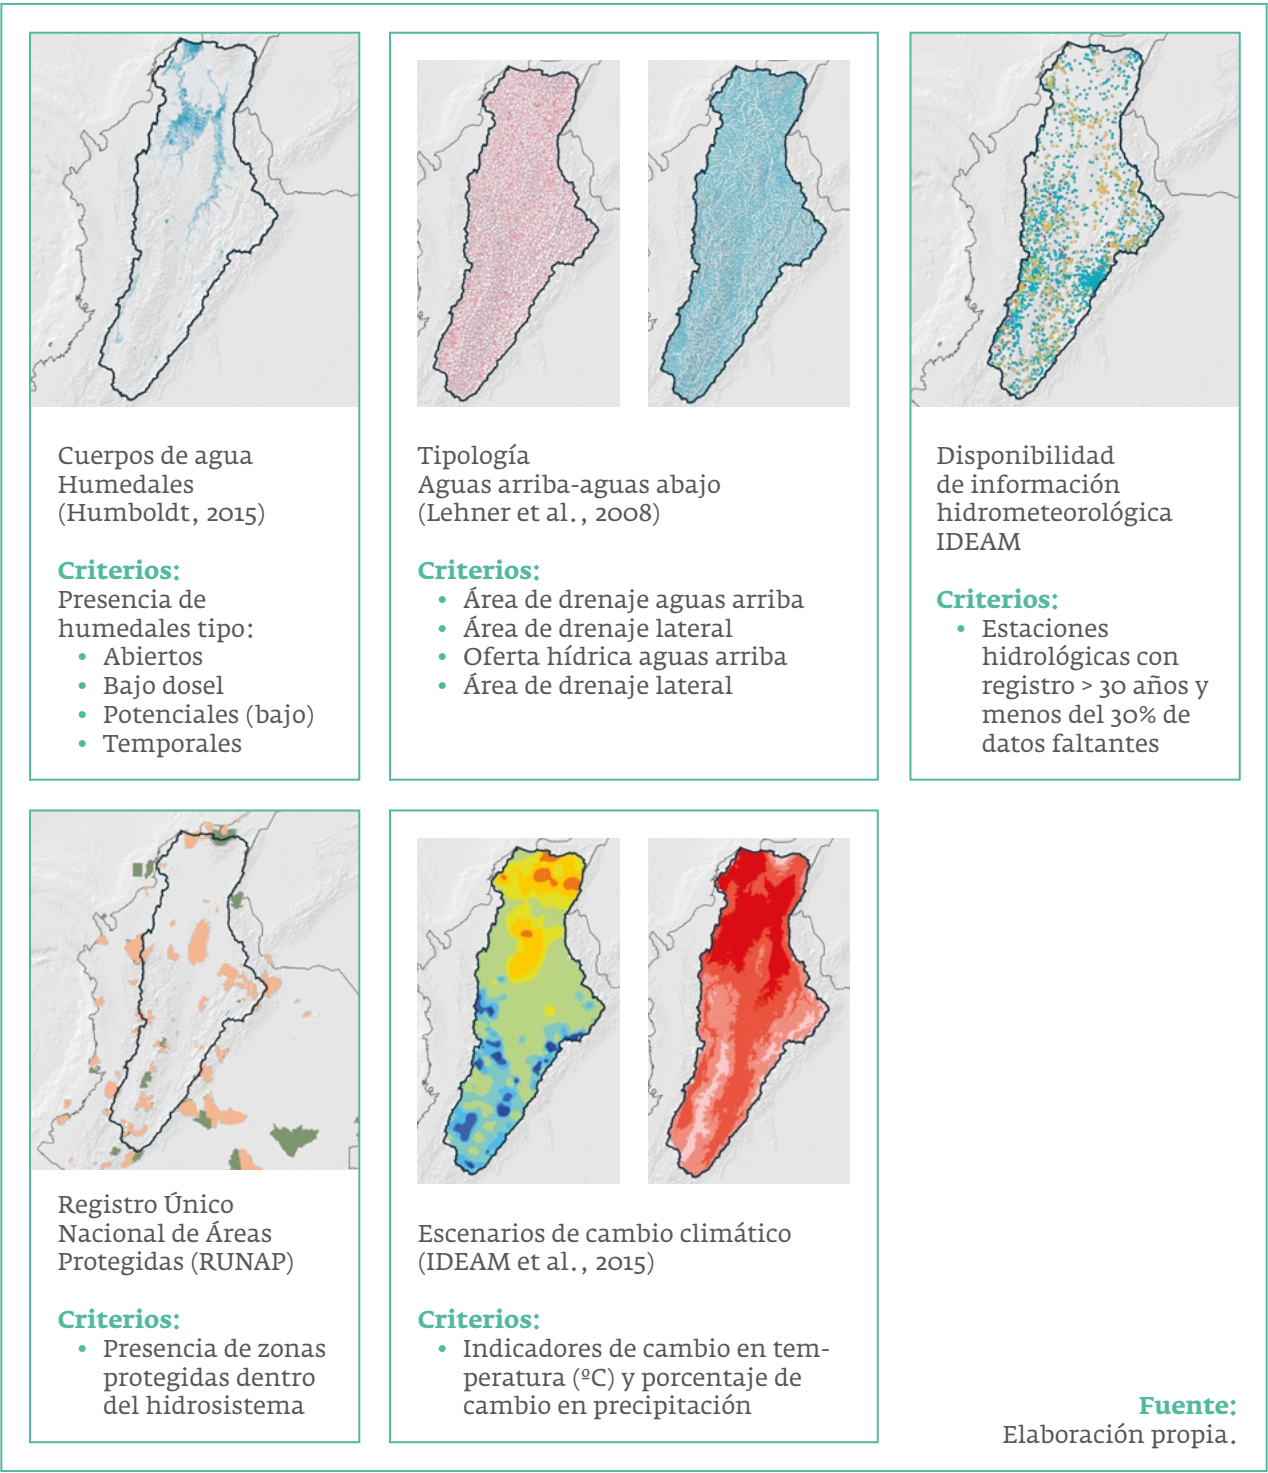 Cuerpos de agua
Humedales
(Humboldt, 2015)
Criterios:
Presencia de
humedales tipo:
• Abiertos
• Bajo dosel
• Potenciales (bajo)
• Temporales
Tipología
Aguas arriba-aguas abajo
(Lehner et al., 2008)
Criterios:
• Área de drenaje aguas arriba
• Área de drenaje lateral
• Oferta hídrica aguas arriba
• Área de drenaje lateral
Disponibilidad
de información
hidrometeorológica
IDEAM
Criterios:
• Estaciones
hidrológicas con
registro > 30 años y
menos del 30% de
datos faltantes
Registro Único
Nacional de Áreas
Protegidas (RUNAP)
Criterios:
• Presencia de zonas
protegidas dentro
del hidrosistema
Escenarios de cambio climático
(IDEAM et al., 2015)
Criterios:
• Indicadores de cambio en tem-
peratura (ºC) y porcentaje de
cambio en precipitación
Fuente:
Elaboración propia.